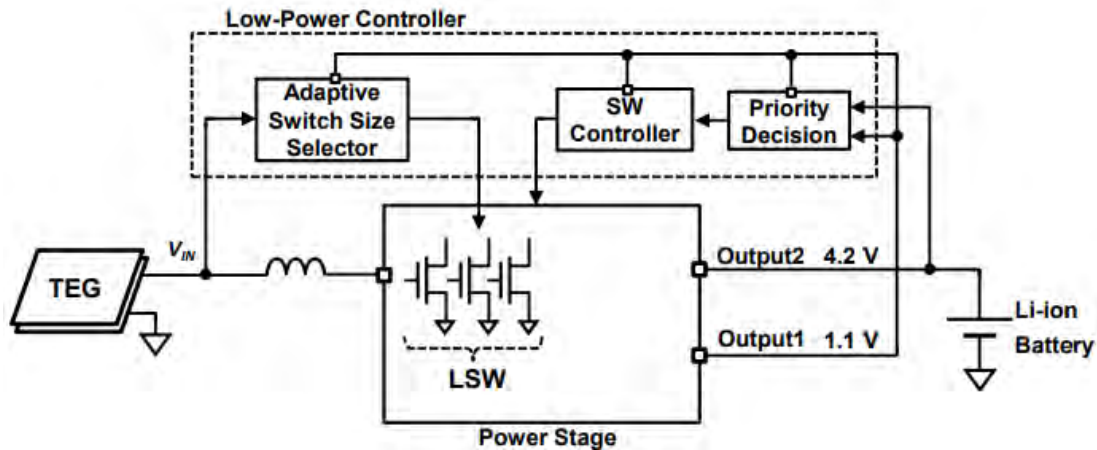 Low-Power Controller
Adaptive
Switch Size
Selector
SW
Controller
Priority
Decision
VIN
TEG
Output2 4.2 V
Output1 1.1 V
Li-ion
Battery
LSW
Power Stage